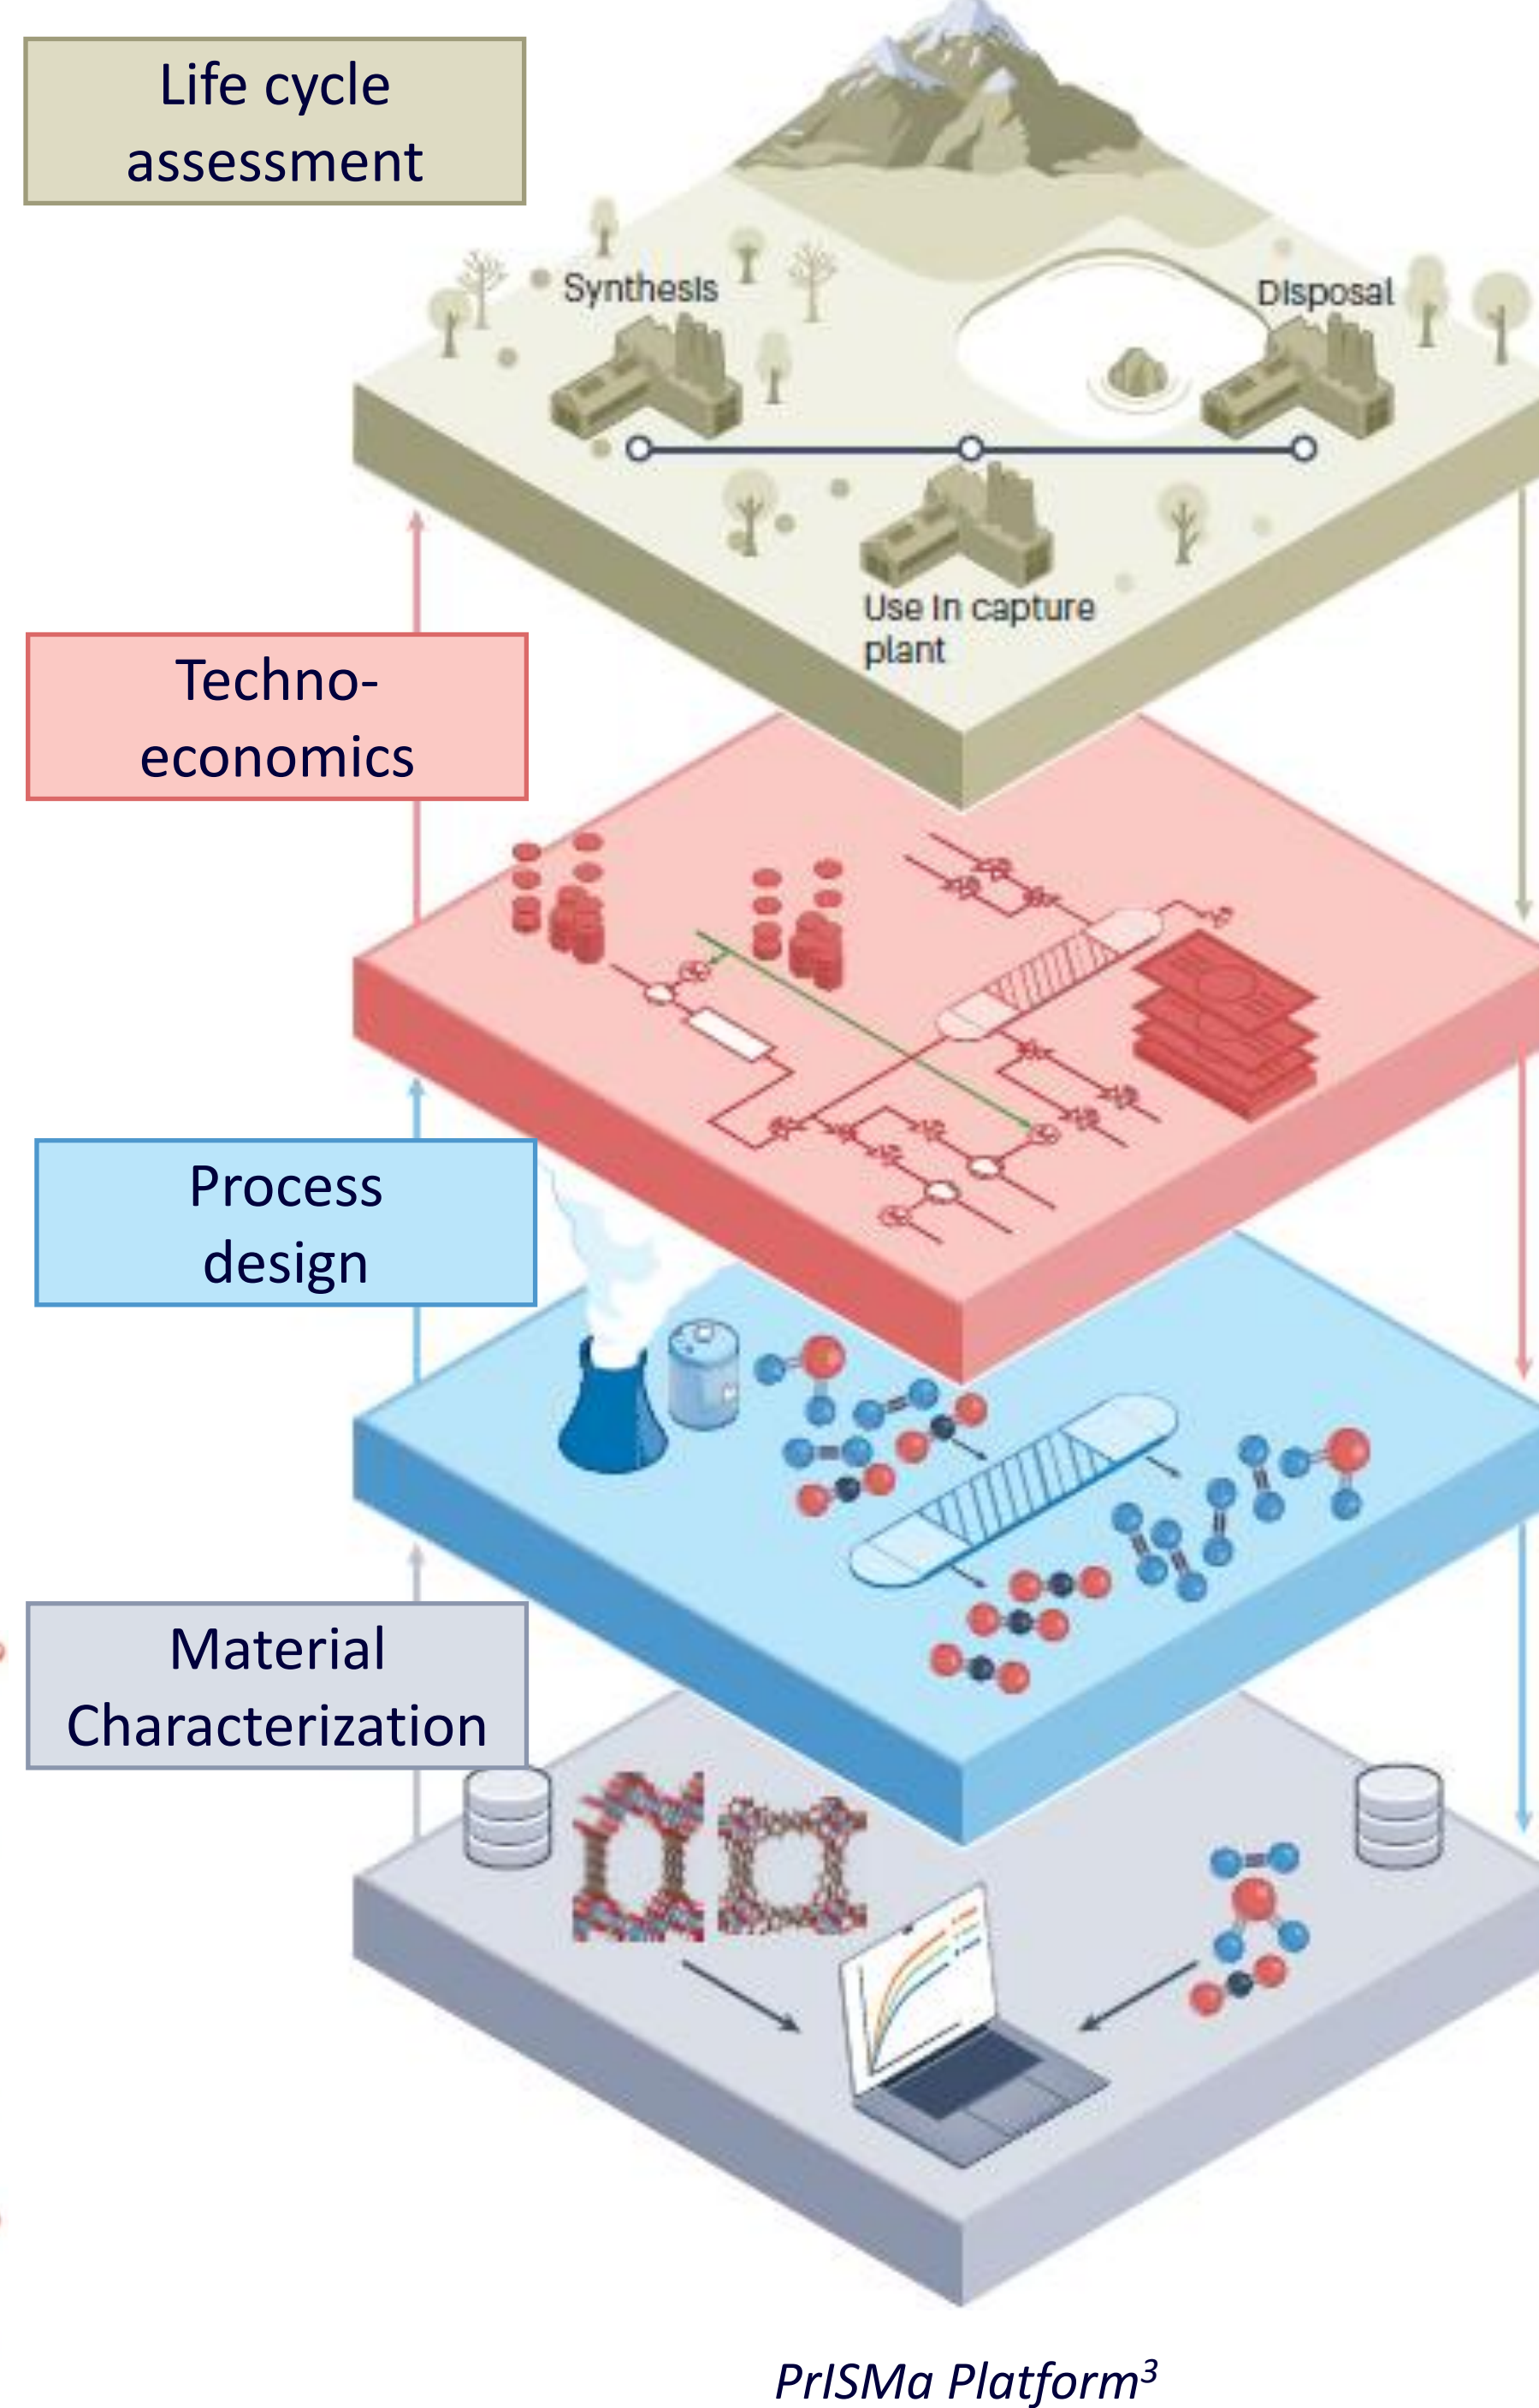 Life cycle
assessment
Synthesis
Disposal
Use in capture
plant
Techno-
economics
Process
design
Material
Characterization
PrISMa Platform³